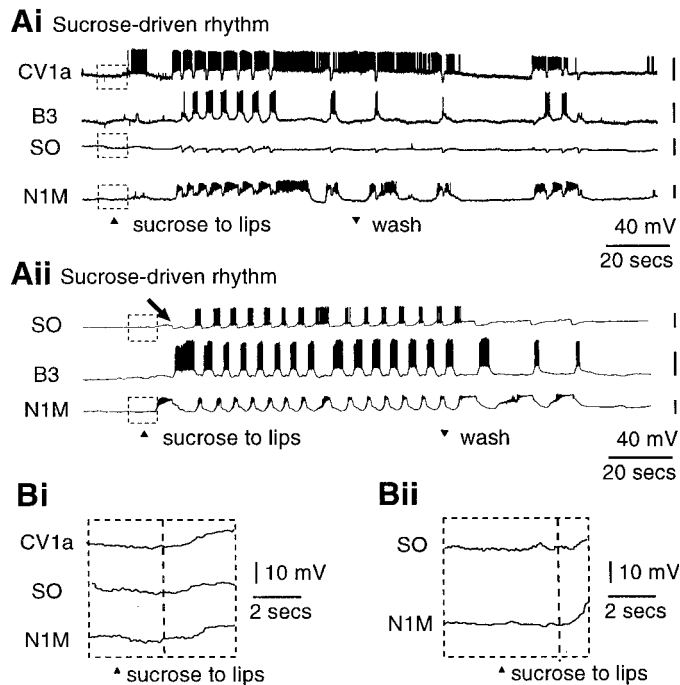 Ai Sucrose-driven rhythm
CV1a
B3
SO
N1M
sucrose to lips
wash
40 mV
20 secs
Aii Sucrose-driven rhythm
SO
B3
N1M
sucrose to lips
wash
40 mV
20 secs
Bi
CV1a
SO
N1M
10 mV
2 secs
sucrose to lips
Bii
SO
N1M
10 mV
2 secs
sucrose to lips